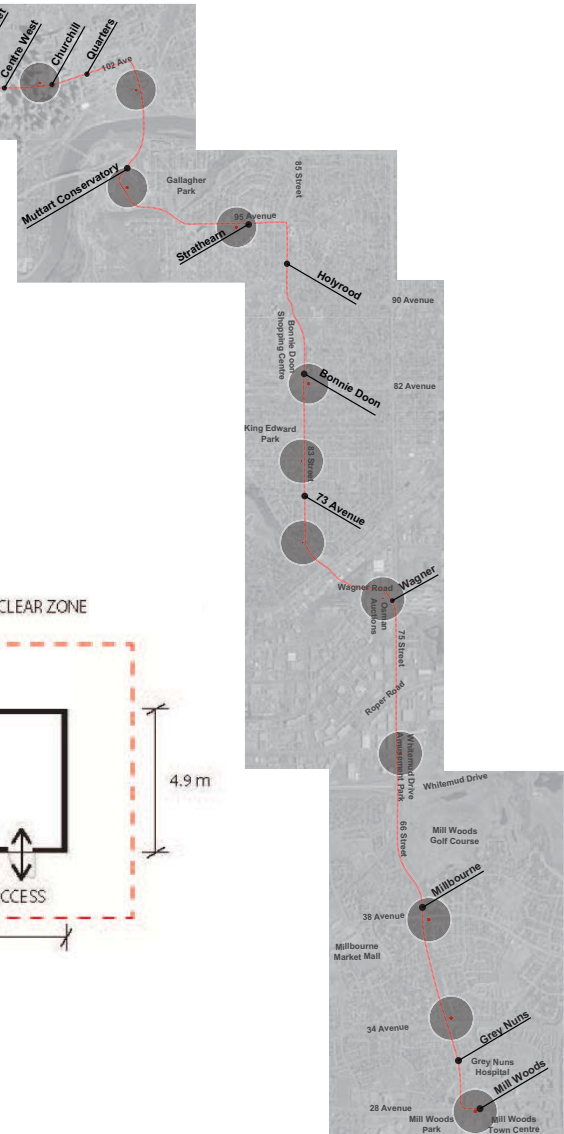 Centre West
Churchill
Quarters
102 Ave
Muttart Conservatory
Gallagher
Park
85 Street
95 Avenue
Strathearn
Holyrood
90 Avenue
Bonnie Doon
Shopping Centre
Bonnie Doon
82 Avenue
King Edward
Park
83 Street
73 Avenue
Wagner Road
Wagner
Osman
Auctions
75 Street
Roper Road
Whitemud Drive
Amusement Park
Whitemud Drive
66 Street
Mill Woods
Golf Course
Millbourne
38 Avenue
Millbourne
Market Mall
34 Avenue
Grey Nuns
Grey Nuns
Hospital
Mill Woods
28 Avenue
Mill Woods
Park
Mill Woods
Town Centre
CLEAR ZONE
4.9 m
CCESS